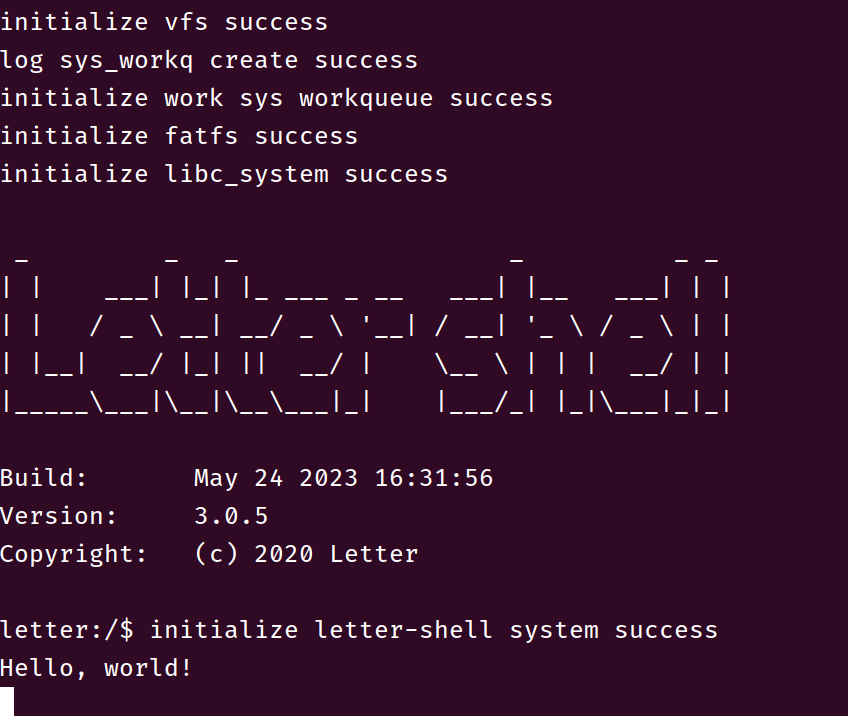 initialize vfs success
log sys_workq create success
initialize work sys workqueue success
initialize fatfs success
initialize libc_system success
 _         _   _                  _          _ _
| |    ___| |_| |_ ___ _ __   ___| |__   ___| | |
| |   / _ \ __| __/ _ \ '__| / __| '_ \ / _ \ | |
| |__|  __/ |_| ||  __/ |    \__ \ | | |  __/ | |
|_____\___|\__|\__\___|_|    |___/_| |_|\___|_|_|
Build:       May 24 2023 16:31:56
Version:     3.0.5
Copyright:   (c) 2020 Letter
letter:/$ initialize letter-shell system success
Hello, world!